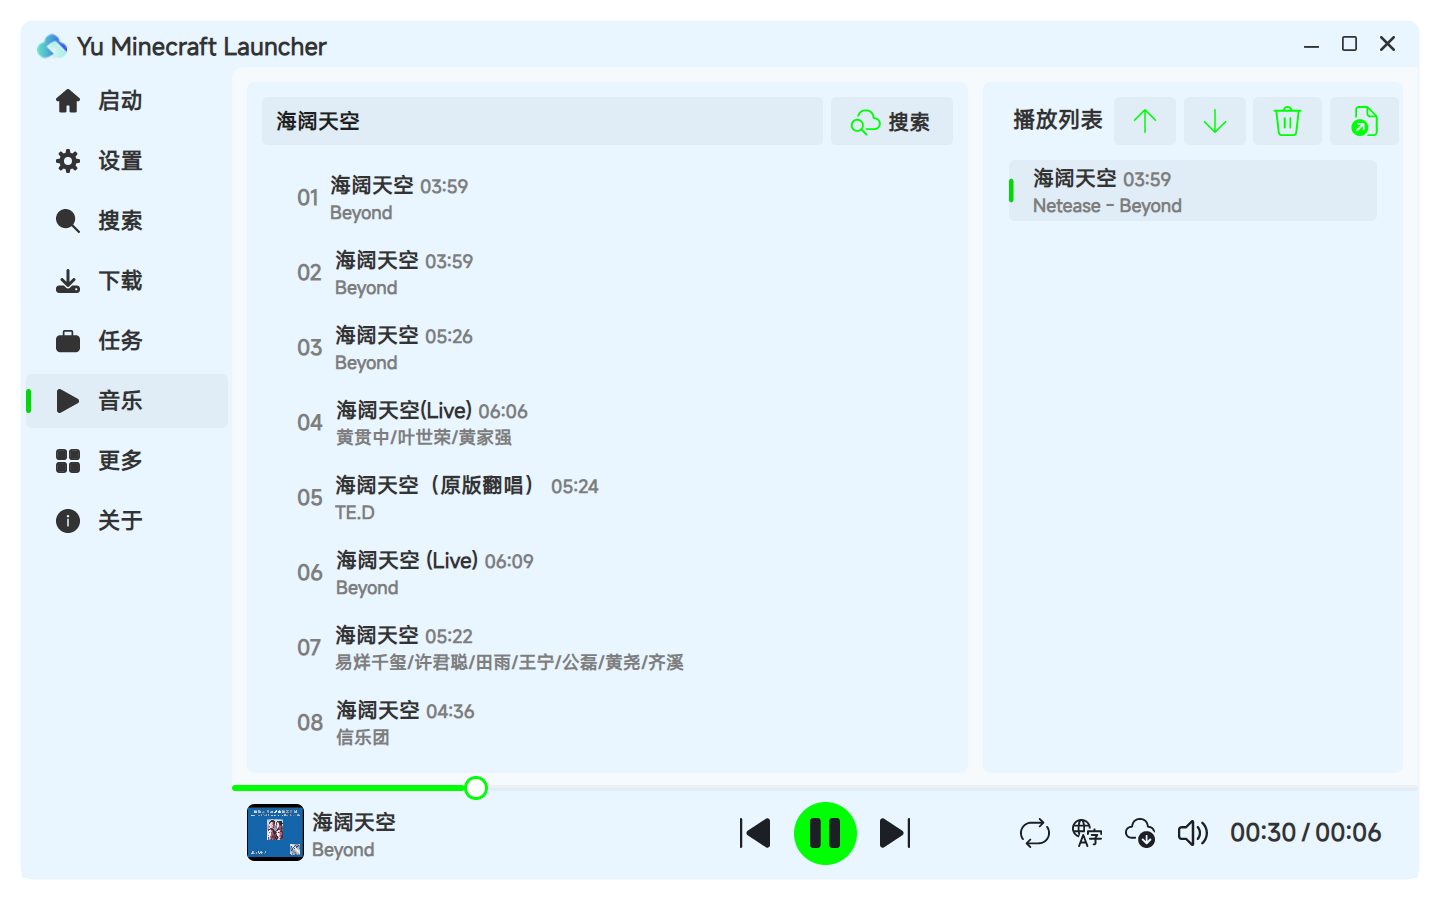 Yu Minecraft Launcher
启动
设置
搜索
下载
任务
音乐
更多
关于
海阔天空
搜索
01
海阔天空 03:59
Beyond
02
海阔天空 03:59
Beyond
03
海阔天空 05:26
Beyond
04
海阔天空(Live) 06:06
黄贯中/叶世荣/黄家强
05
海阔天空（原版翻唱） 05:24
TE.D
06
海阔天空 (Live) 06:09
Beyond
07
海阔天空 05:22
易烊千玺/许君聪/田雨/王宁/公磊/黄尧/齐溪
08
海阔天空 04:36
信乐团
播放列表
海阔天空 03:59
Netease - Beyond
海阔天空
Beyond
A字
00:30 / 00:06